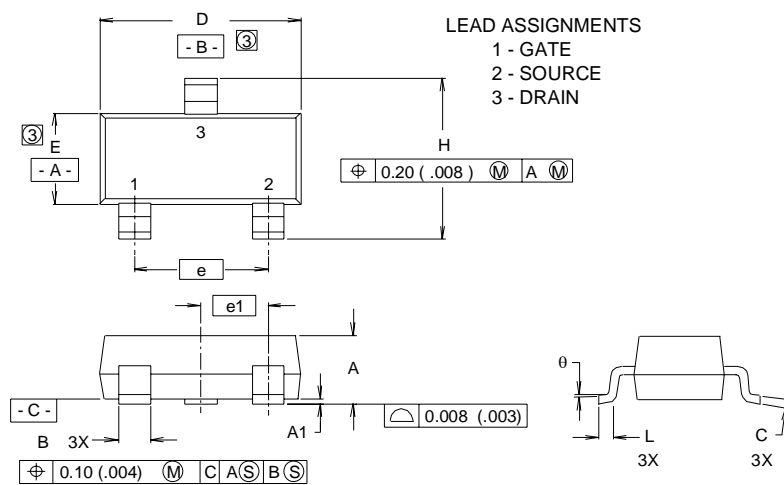 D
- B - ③
LEAD ASSIGNMENTS
1 - GATE
2 - SOURCE
3 - DRAIN
③
E
- A -
3
1 2
H
⌖ 0.20 ( .008 ) Ⓜ A Ⓜ
e
e1
A
θ
- C -
A1
⌓ 0.008 (.003)
B 3X
L
3X
C
3X
⌖ 0.10 (.004) Ⓜ C A Ⓢ B Ⓢ